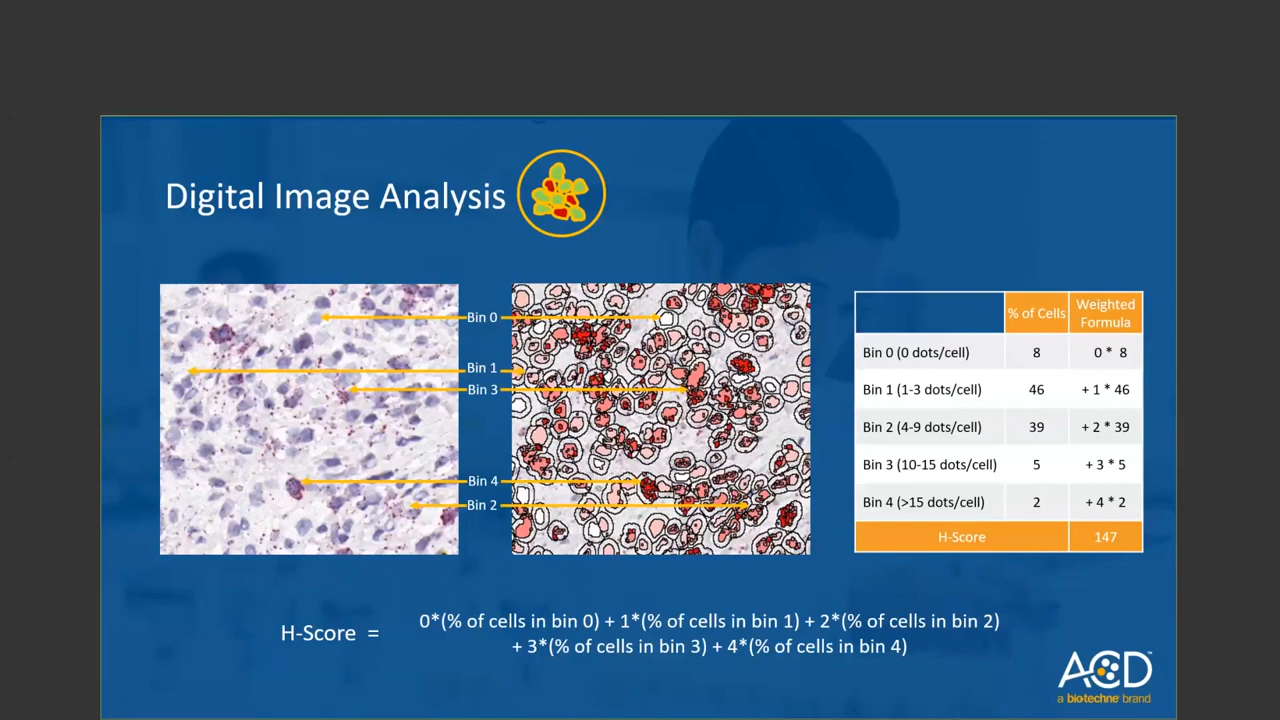 Digital Image Analysis
Bin 0
Bin 1
Bin 3
Bin 4
Bin 2
% of Cells Weighted Formula
Bin 0 (0 dots/cell) 8 0 * 8
Bin 1 (1-3 dots/cell) 46 + 1 * 46
Bin 2 (4-9 dots/cell) 39 + 2 * 39
Bin 3 (10-15 dots/cell) 5 + 3 * 5
Bin 4 (>15 dots/cell) 2 + 4 * 2
H-Score 147
H-Score = 0*(% of cells in bin 0) + 1*(% of cells in bin 1) + 2*(% of cells in bin 2)
+ 3*(% of cells in bin 3) + 4*(% of cells in bin 4)
ACD™
a biotechne brand